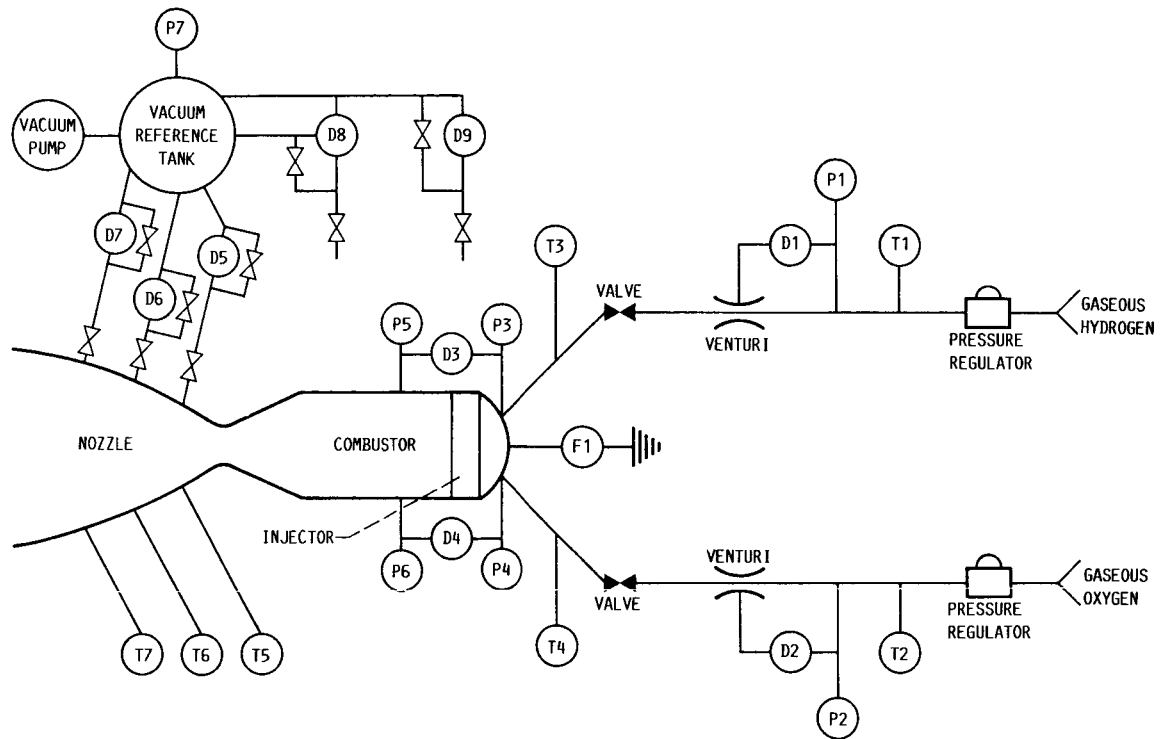 P7
VACUUM
PUMP
VACUUM
REFERENCE
TANK
D8
D9
D7
D5
D6
P1
D1
T1
T3
VALVE
VENTURI
PRESSURE
REGULATOR
GASEOUS
HYDROGEN
P5
D3
P3
NOZZLE
COMBUSTOR
F1
INJECTOR
D4
P6
P4
VENTURI
VALVE
T4
D2
T2
P2
PRESSURE
REGULATOR
GASEOUS
OXYGEN
T7
T6
T5